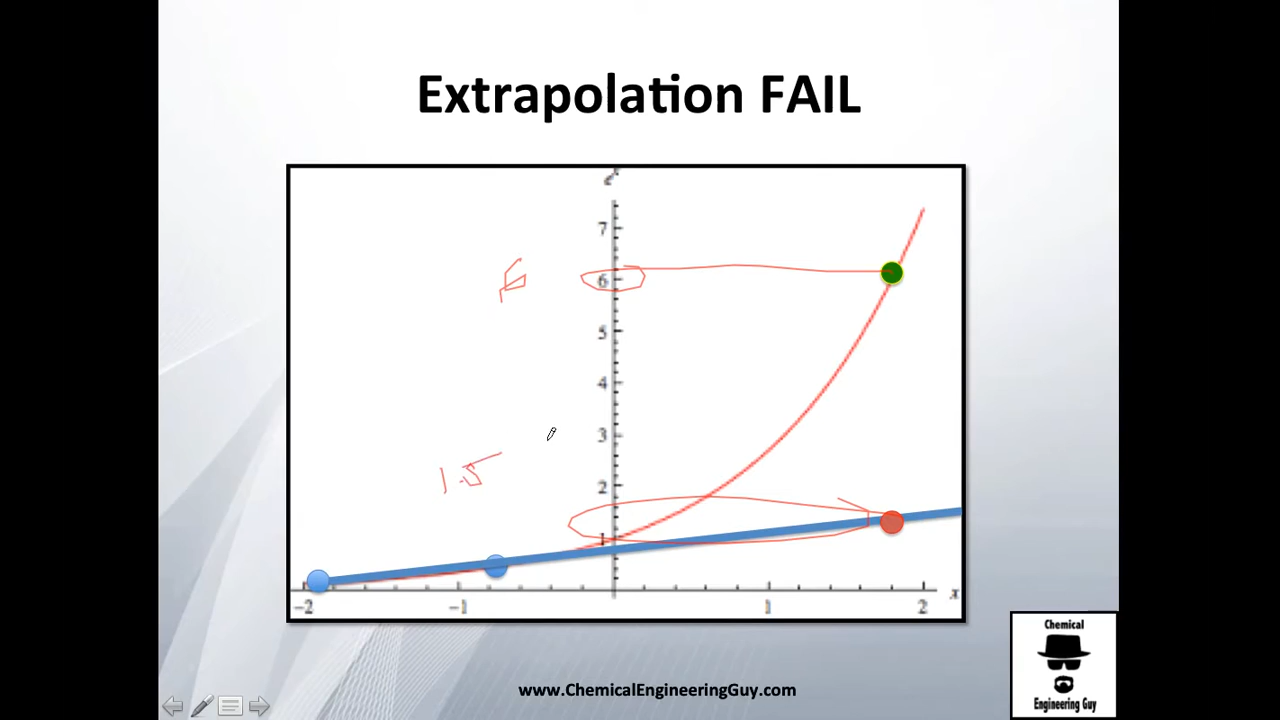 Extrapolation FAIL
eˣ
7
6
6
5
4
3
1.5
2
1
−2
−1
1
2
x
Chemical
Engineering Guy
www.ChemicalEngineeringGuy.com